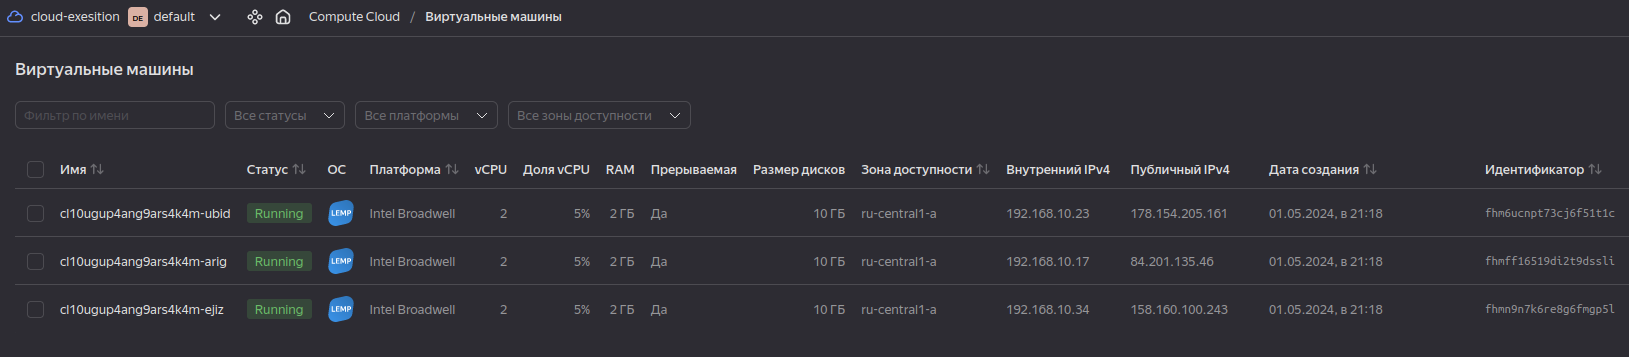 cloud-exesition DE default Compute Cloud / Виртуальные машины
Виртуальные машины
Фильтр по имени Все статусы Все платформы Все зоны доступности
Имя Статус ОС Платформа vCPU Доля vCPU RAM Прерываемая Размер дисков Зона доступности Внутренний IPv4 Публичный IPv4 Дата создания Идентификатор
cl10ugup4ang9ars4k4m-ubid Running LEMP Intel Broadwell 2 5% 2 ГБ Да 10 ГБ ru-central1-a 192.168.10.23 178.154.205.161 01.05.2024, в 21:18 fhm6ucnpt73cj6f51t1c
cl10ugup4ang9ars4k4m-arig Running LEMP Intel Broadwell 2 5% 2 ГБ Да 10 ГБ ru-central1-a 192.168.10.17 84.201.135.46 01.05.2024, в 21:18 fhmff16519di2t9dssli
cl10ugup4ang9ars4k4m-ejiz Running LEMP Intel Broadwell 2 5% 2 ГБ Да 10 ГБ ru-central1-a 192.168.10.34 158.160.100.243 01.05.2024, в 21:18 fhmn9n7k6re8g6fmgp5l